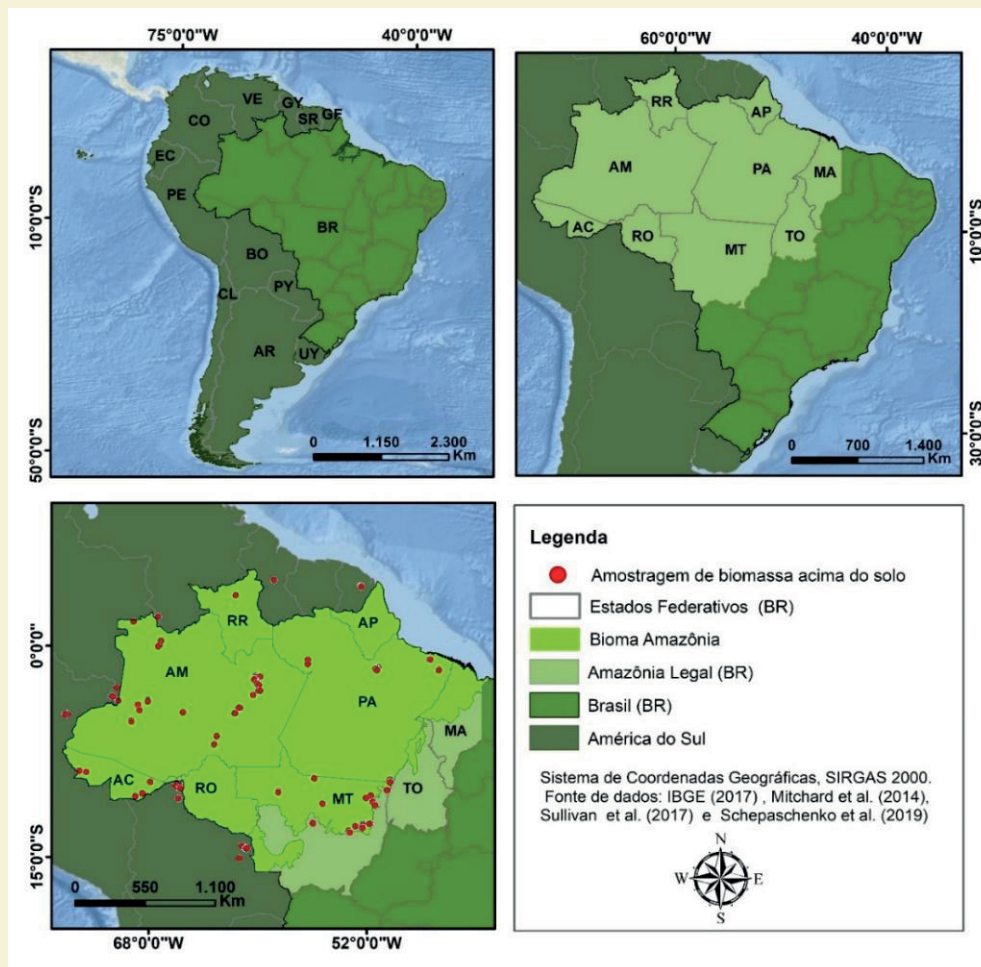 75°0'0"W 40°0'0"W
10°0'0"S
50°0'0"S
VE
GY
SR
GF
CO
EC
PE
BR
BO
PY
CL
AR
UY
0 1.150 2.300
Km
60°0'0"W 40°0'0"W
10°0'0"S
30°0'0"S
RR
AP
AM
PA
MA
AC
RO
MT
TO
0 700 1.400
Km
0°0'0"
15°0'0"S
RR
AP
AM
PA
MA
AC
RO
MT
TO
0 550 1.100
Km
68°0'0"W 52°0'0"W
Legenda
Amostragem de biomassa acima do solo
Estados Federativos (BR)
Bioma Amazônia
Amazônia Legal (BR)
Brasil (BR)
América do Sul
Sistema de Coordenadas Geográficas, SIRGAS 2000.
Fonte de dados: IBGE (2017) , Mitchard et al. (2014),
Sullivan et al. (2017) e Schepaschenko et al. (2019)
N
W E
S